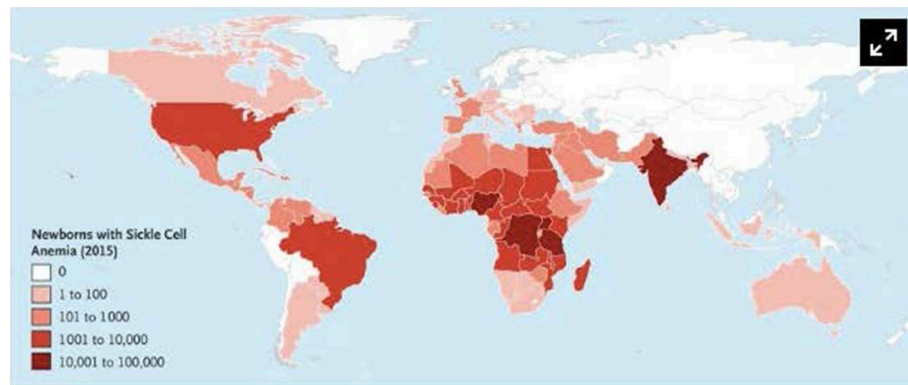 Newborns with Sickle Cell
Anemia (2015)
0
1 to 100
101 to 1000
1001 to 10,000
10,001 to 100,000